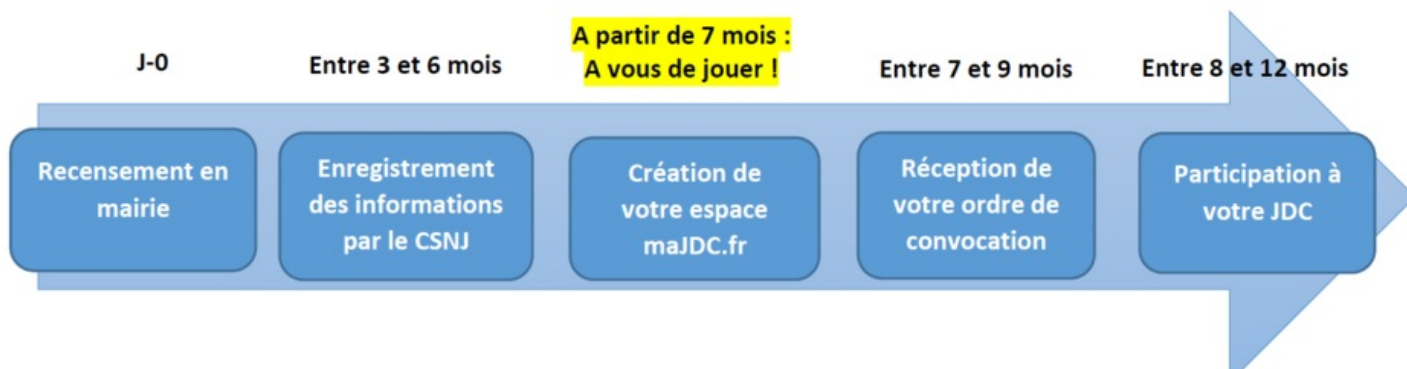 J-0
Entre 3 et 6 mois
A partir de 7 mois :
A vous de jouer !
Entre 7 et 9 mois
Entre 8 et 12 mois
Recensement en
mairie
Enregistrement
des informations
par le CSNJ
Création de
votre espace
maJDC.fr
Réception de
votre ordre de
convocation
Participation à
votre JDC